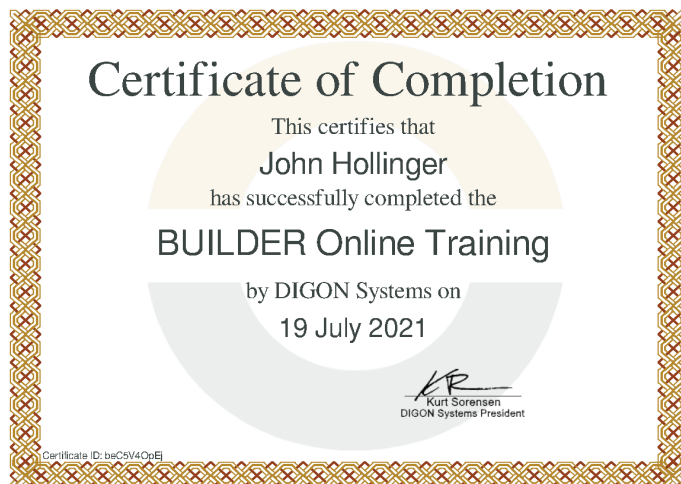 Certificate of Completion
This certifies that
John Hollinger
has successfully completed the
BUILDER Online Training
by DIGON Systems on
19 July 2021
KR
Kurt Sorensen
DIGON Systems President
Certificate ID: beC5V4OpEj